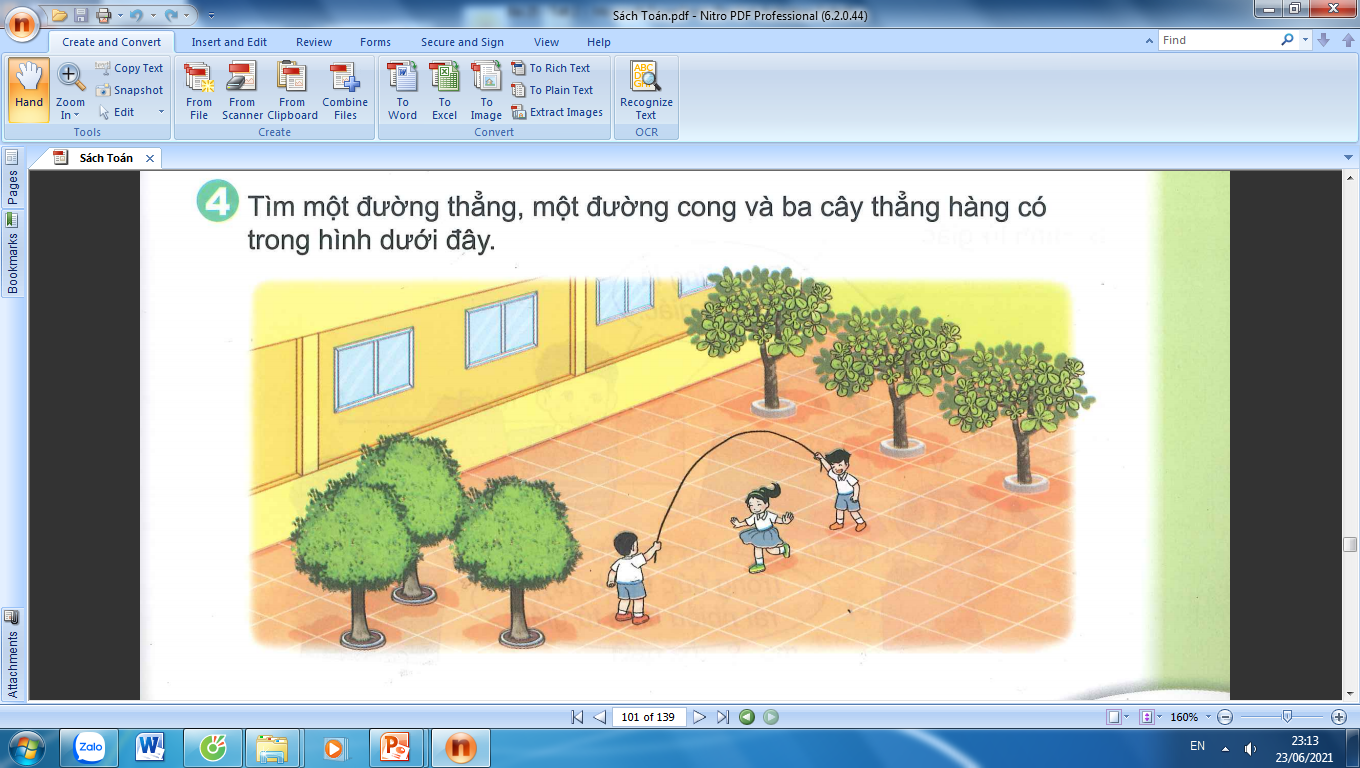 Sách Toán.pdf - Nitro PDF Professional (6.2.0.44)
Create and Convert Insert and Edit Review Forms Secure and Sign View Help
Find
Hand
Zoom In
Copy Text
Snapshot
Edit
Tools
From File
From Scanner
From Clipboard
Combine Files
Create
To Word
To Excel
To Image
To Rich Text
To Plain Text
Extract Images
Convert
Recognize Text
OCR
Sách Toán
Pages
Bookmarks
Attachments
4 Tìm một đường thẳng, một đường cong và ba cây thẳng hàng có
trong hình dưới đây.
101 of 139
160%
Zalo
EN
23:13
23/06/2021